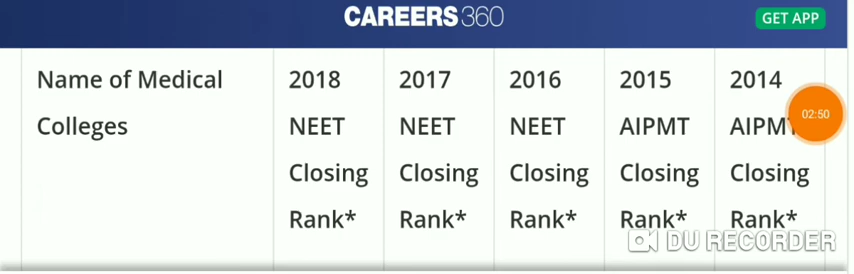 CAREERS360
GET APP
Name of Medical Colleges
2018 NEET Closing Rank*
2017 NEET Closing Rank*
2016 NEET Closing Rank*
2015 AIPMT Closing Rank*
2014 AIPMT Closing Rank*
02:50
DU RECORDER